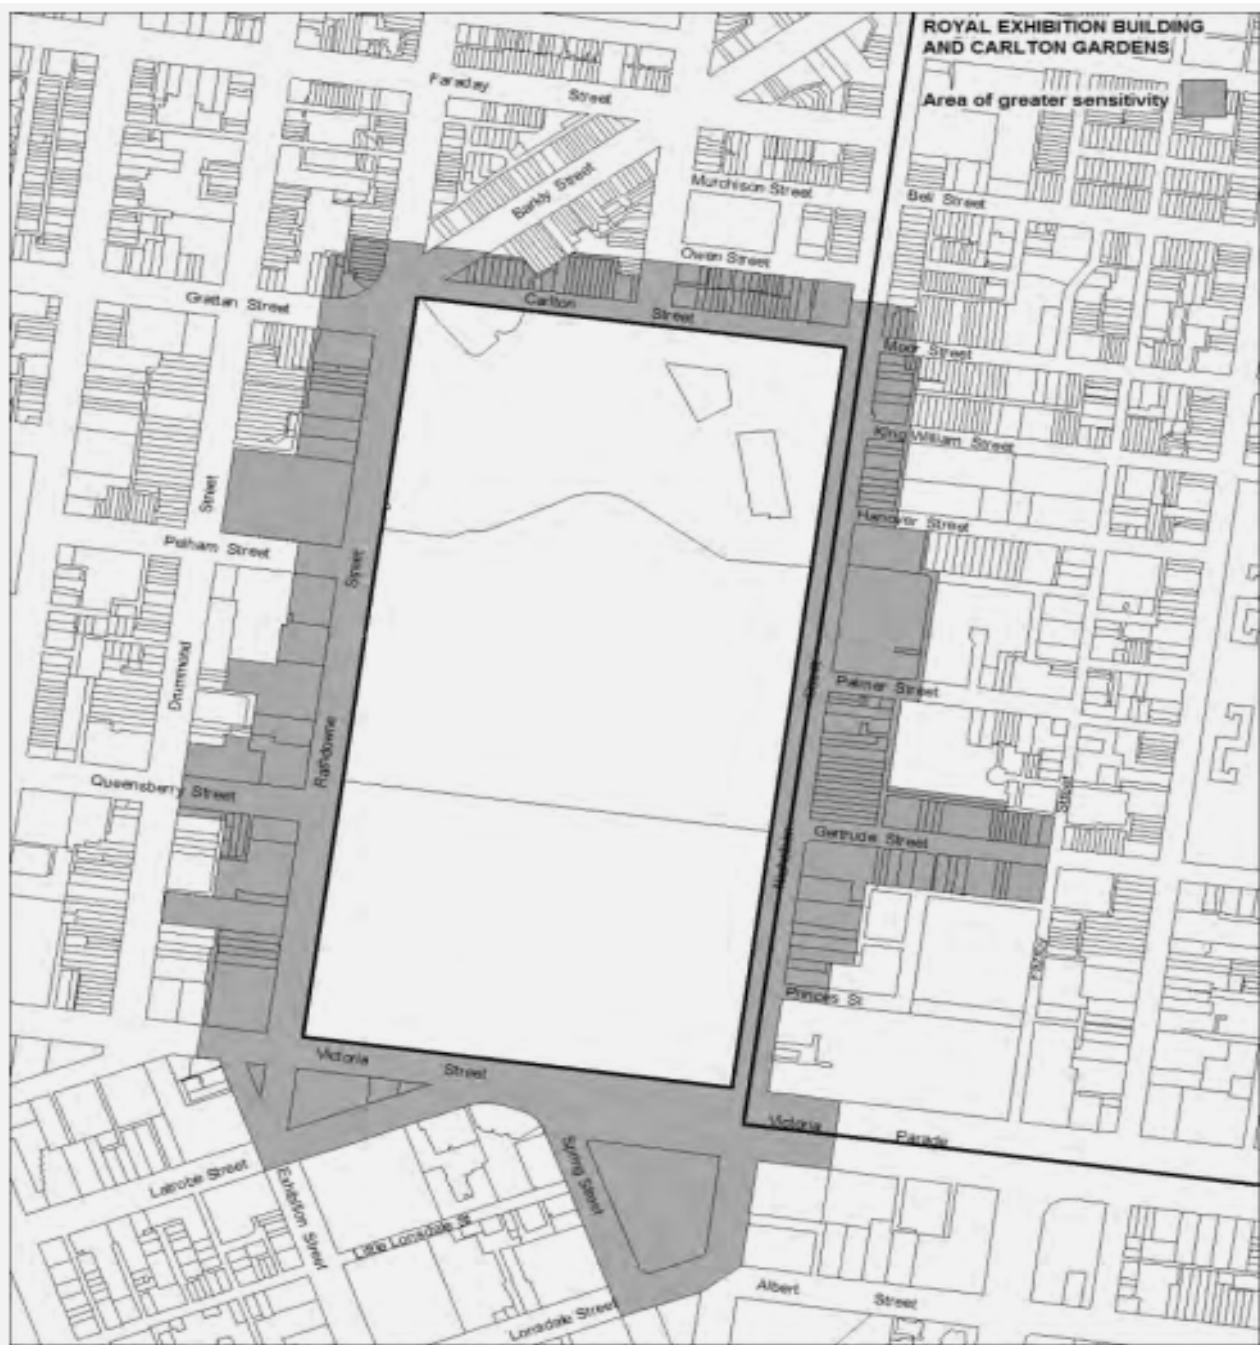 ROYAL EXHIBITION BUILDING
AND CARLTON GARDENS
Area of greater sensitivity
Faraday Street
Barkly Street
Murchison Street
Bell Street
Owen Street
Grattan Street
Carlton Street
Moor Street
King William Street
Street
Hanover Street
Pelham Street
Street
Drummond
Palmer Street
Rathdowne
Queensberry Street
Street
Gertrude Street
Princes St
Victoria Street
Victoria Parade
Latrobe Street
Exhibition Street
Spring Street
Little Lonsdale St
Lonsdale Street
Albert Street